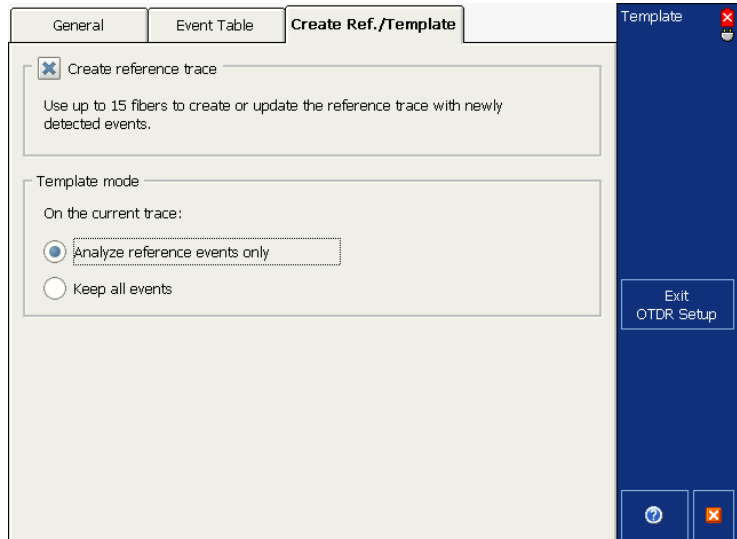 General
Event Table
Create Ref./Template
Template
Create reference trace
Use up to 15 fibers to create or update the reference trace with newly
detected events.
Template mode
On the current trace:
Analyze reference events only
Keep all events
Exit
OTDR Setup